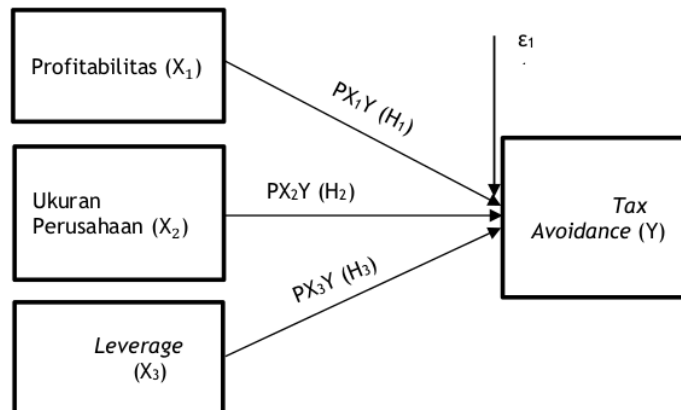 Profitabilitas (X₁)
PX₁Y (H₁)
ε₁
Ukuran
Perusahaan (X₂)
PX₂Y (H₂)
Tax
Avoidance (Y)
PX₃Y (H₃)
Leverage
(X₃)